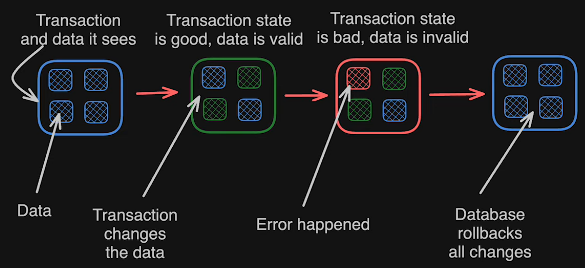 Transaction
and data it sees
Transaction state
is good, data is valid
Transaction state
is bad, data is invalid
Data
Transaction
changes
the data
Error happened
Database
rollbacks
all changes